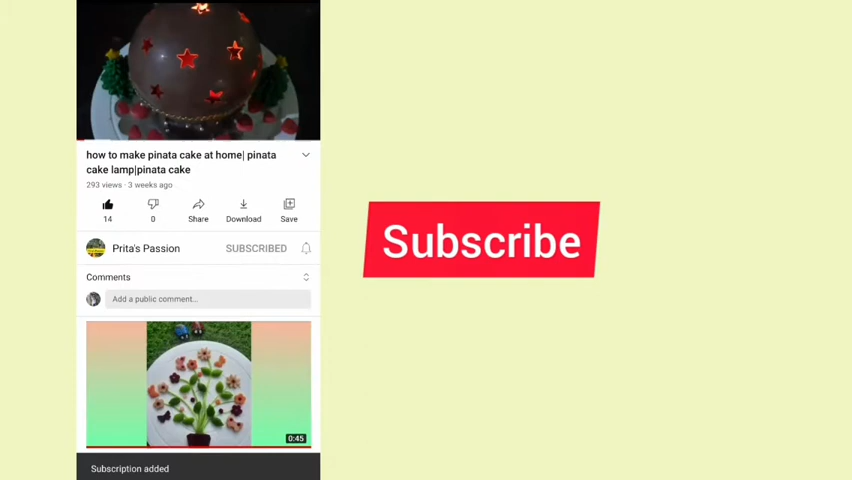 how to make pinata cake at home| pinata
cake lamp|pinata cake
293 views · 3 weeks ago
14
0
Share
Download
Save
Prita's Passion
SUBSCRIBED
Comments
Add a public comment...
0:45
Subscription added
Subscribe